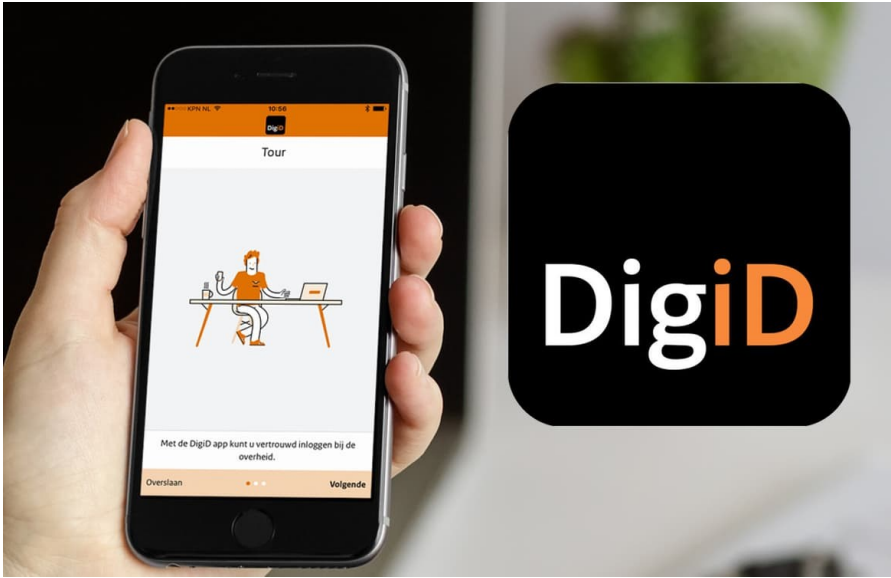 KPN NL
10:56
DigiD
Tour
Met de DigiD app kunt u vertrouwd inloggen bij de
overheid.
Overslaan
Volgende
DigiD